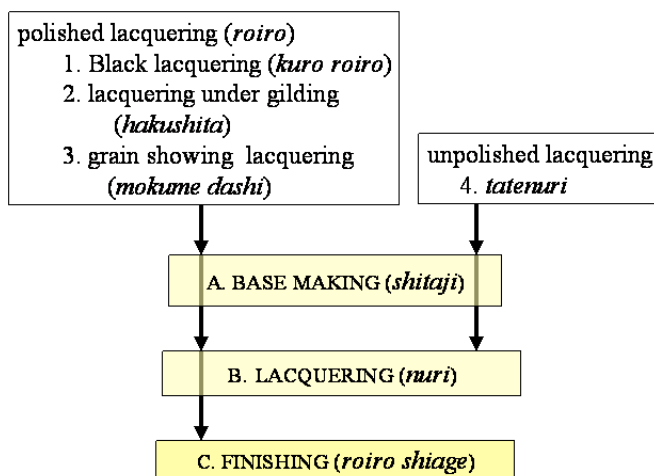 polished lacquering (roiro)
1. Black lacquering (kuro roiro)
2. lacquering under gilding
(hakushita)
3. grain showing lacquering
(mokume dashi)
unpolished lacquering
4. tatenuri
A. BASE MAKING (shitaji)
B. LACQUERING (nuri)
C. FINISHING (roiro shiage)